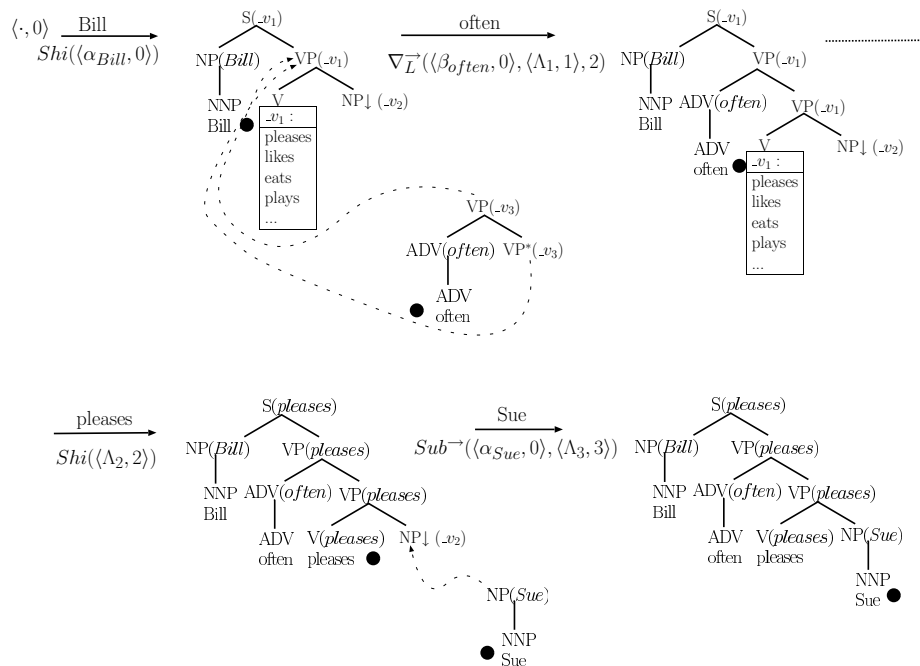 ⟨·, 0⟩
Bill
Shi(⟨α_Bill, 0⟩)
S(_v₁)
NP(Bill) VP(_v₁)
NNP V NP↓(_v₂)
Bill
_v₁ :
pleases
likes
eats
plays
...
often
∇→_L(⟨β_often, 0⟩, ⟨Λ₁, 1⟩, 2)
VP(_v₃)
ADV(often) VP*(_v₃)
ADV
often
S(_v₁)
NP(Bill) VP(_v₁)
NNP ADV(often) VP(_v₁)
Bill
ADV V NP↓(_v₂)
often
_v₁ :
pleases
likes
eats
plays
...
pleases
Shi(⟨Λ₂, 2⟩)
S(pleases)
NP(Bill) VP(pleases)
NNP ADV(often) VP(pleases)
Bill
ADV V(pleases) NP↓(_v₂)
often pleases
NP(Sue)
NNP
Sue
Sue
Sub→(⟨α_Sue, 0⟩, ⟨Λ₃, 3⟩)
S(pleases)
NP(Bill) VP(pleases)
NNP ADV(often) VP(pleases)
Bill
ADV V(pleases) NP(Sue)
often pleases
NNP
Sue